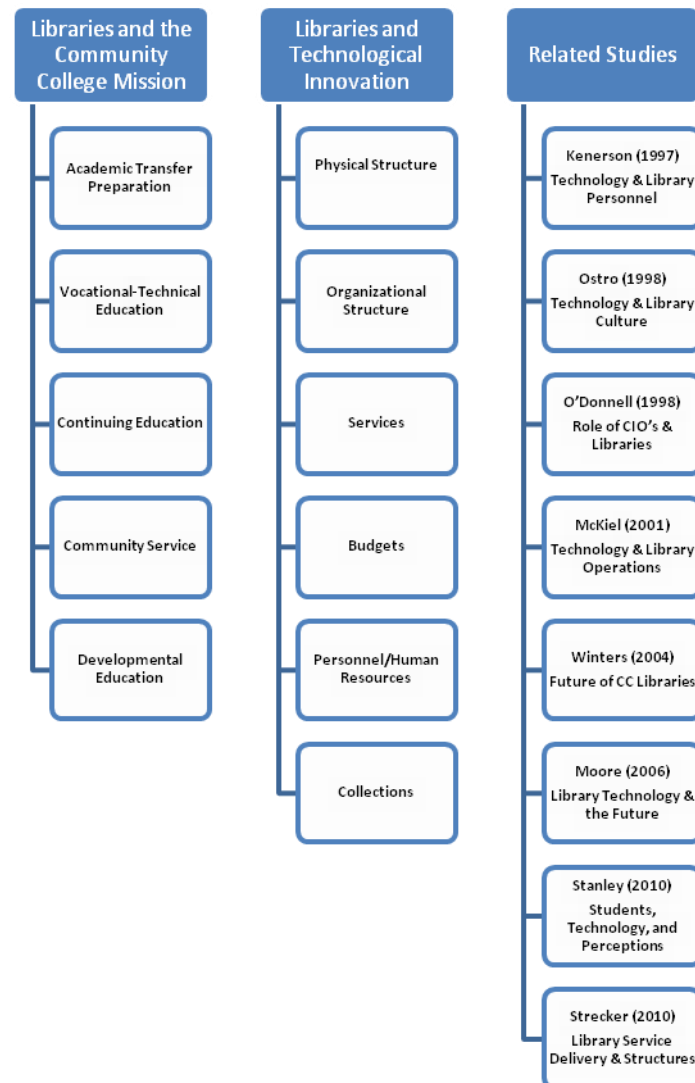 Libraries and the
Community
College Mission
Academic Transfer
Preparation
Vocational-Technical
Education
Continuing Education
Community Service
Developmental
Education
Libraries and
Technological
Innovation
Physical Structure
Organizational
Structure
Services
Budgets
Personnel/Human
Resources
Collections
Related Studies
Kenerson (1997)
Technology & Library
Personnel
Ostro (1998)
Technology & Library
Culture
O'Donnell (1998)
Role of CIO's &
Libraries
McKiel (2001)
Technology & Library
Operations
Winters (2004)
Future of CC Libraries
Moore (2006)
Library Technology &
the Future
Stanley (2010)
Students,
Technology, and
Perceptions
Strecker (2010)
Library Service
Delivery & Structures